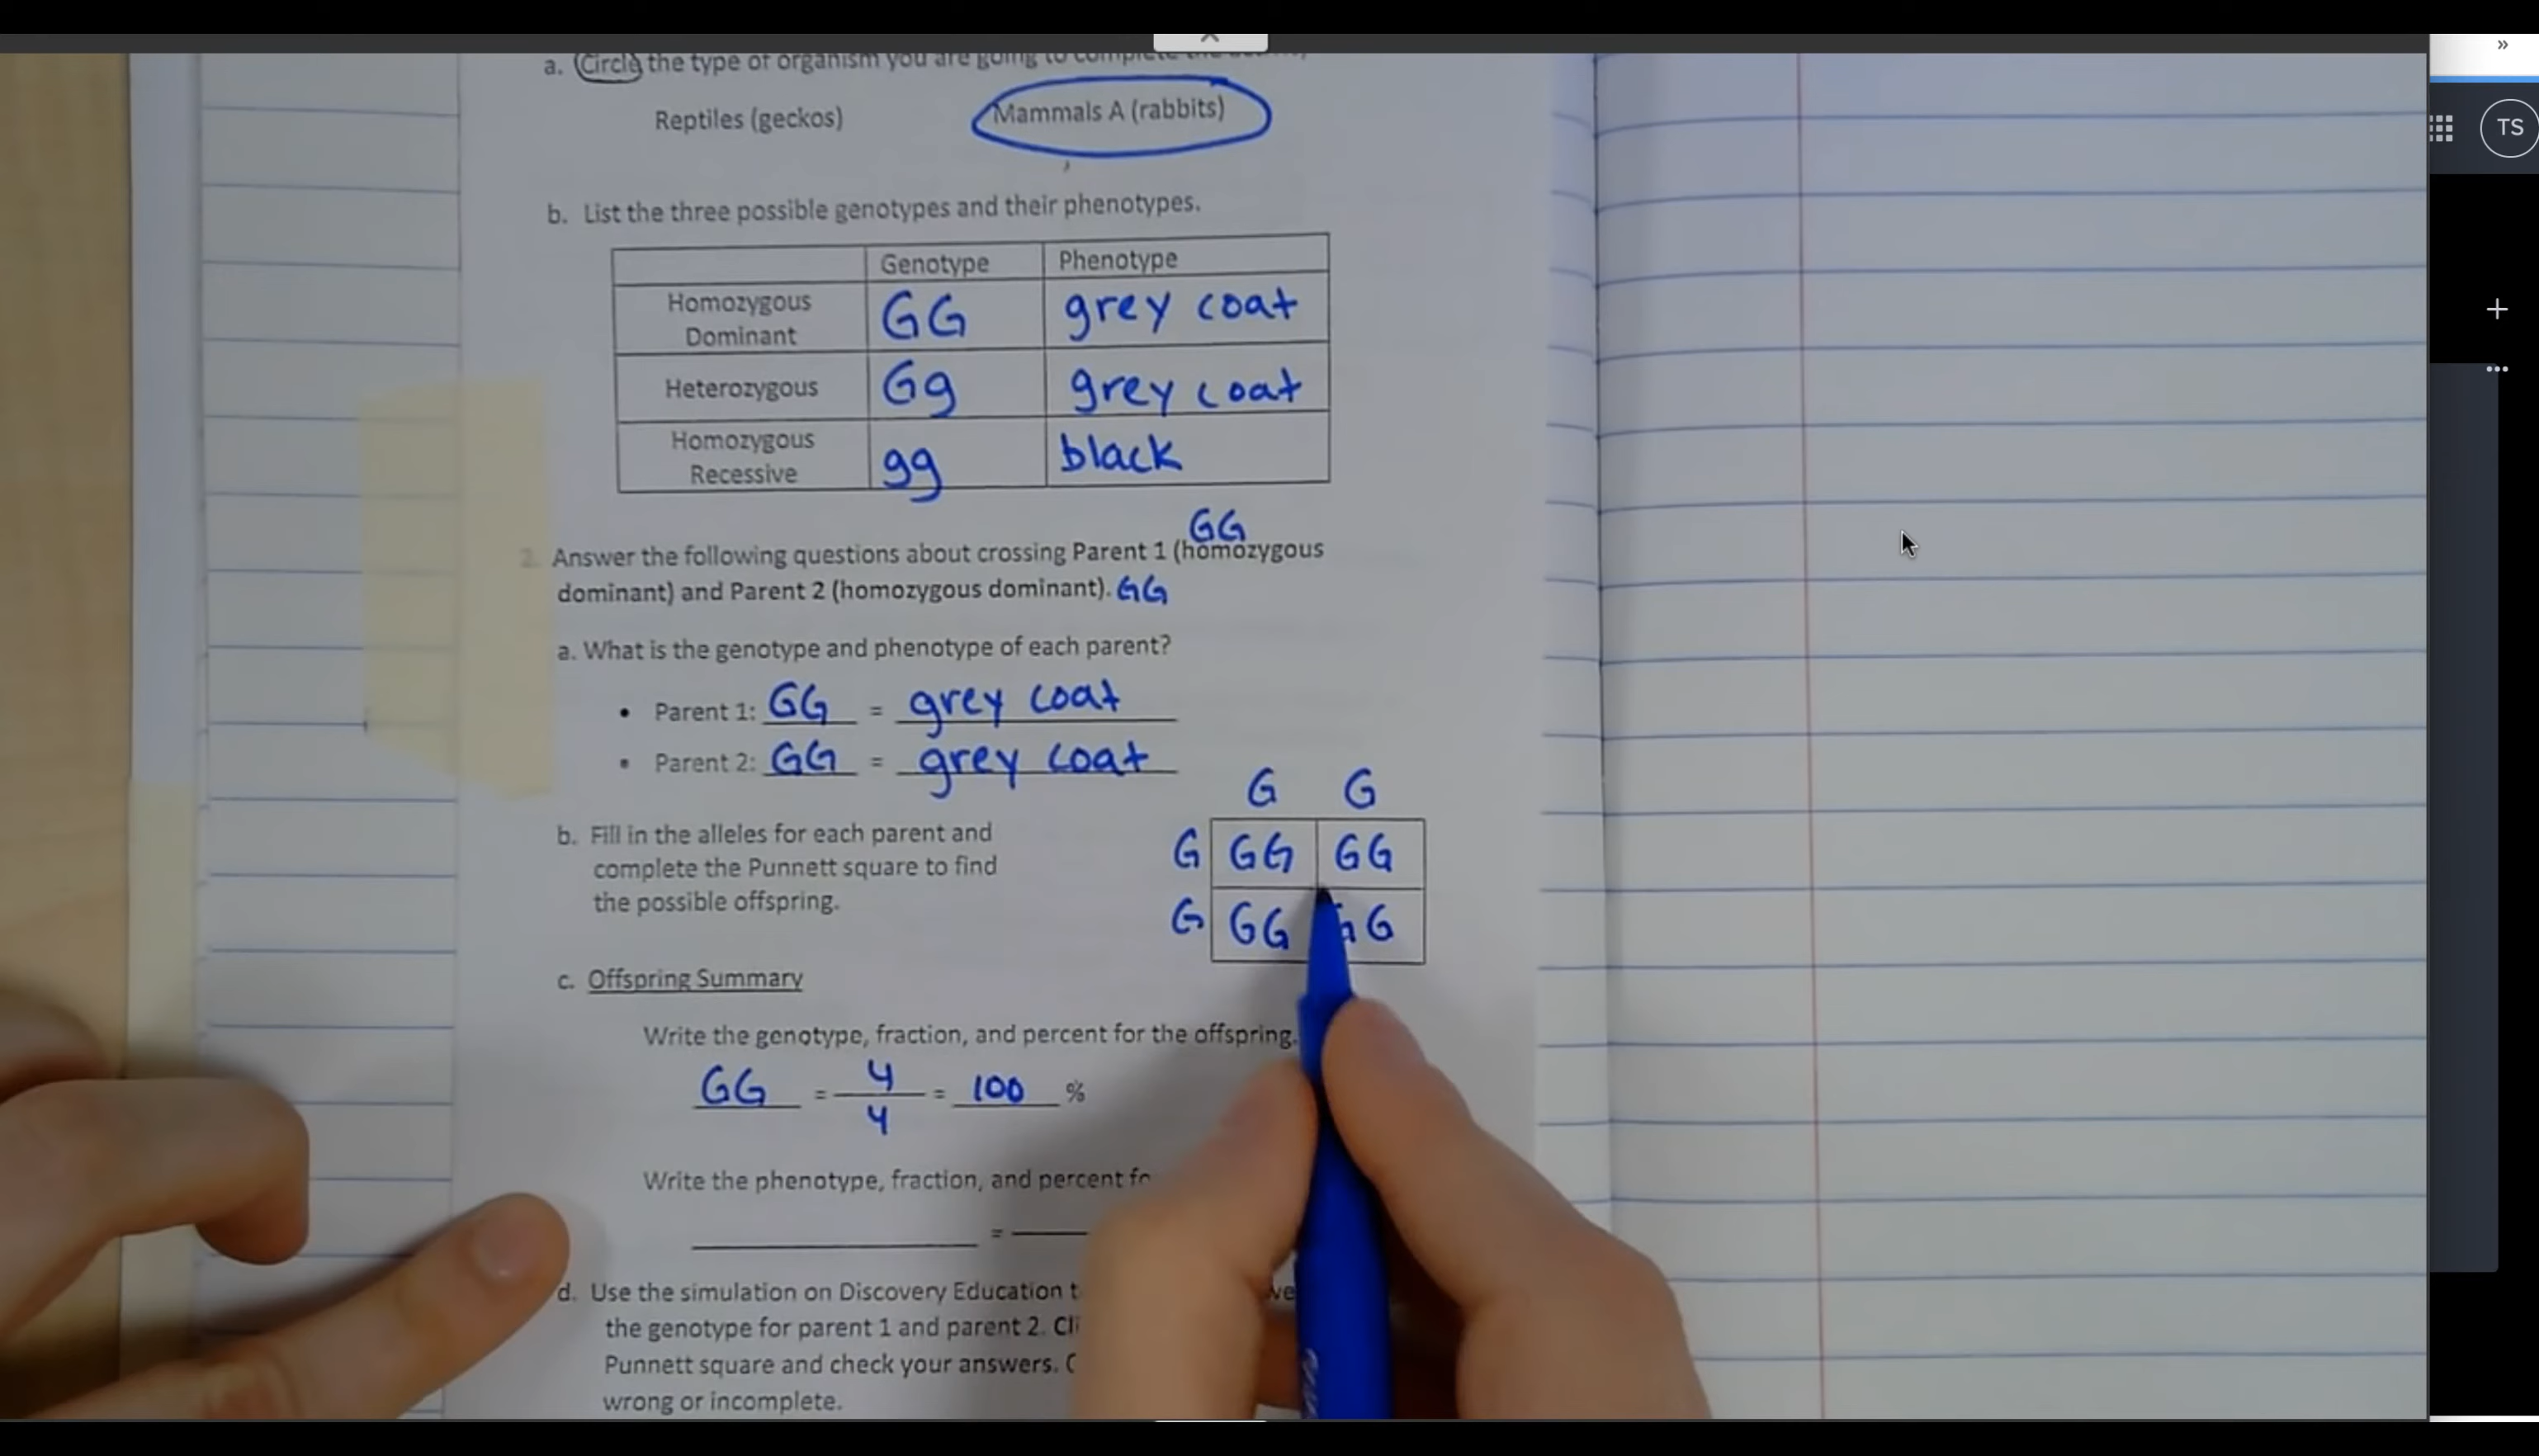 »
TS
a. Circle the type of organism you are going to complete the
Reptiles (geckos) Mammals A (rabbits)
b. List the three possible genotypes and their phenotypes.
Genotype Phenotype
Homozygous Dominant GG grey coat
Heterozygous Gg grey coat
Homozygous Recessive gg black
GG
2. Answer the following questions about crossing Parent 1 (homozygous
dominant) and Parent 2 (homozygous dominant). GG
a. What is the genotype and phenotype of each parent?
• Parent 1: GG = grey coat
• Parent 2: GG = grey coat
G G
b. Fill in the alleles for each parent and
complete the Punnett square to find
the possible offspring.
G GG GG
G GG GG
c. Offspring Summary
Write the genotype, fraction, and percent for the offspring.
GG = 4/4 = 100 %
Write the phenotype, fraction, and percent
=
d. Use the simulation on Discovery Education
the genotype for parent 1 and parent 2.
Punnett square and check your answers.
wrong or incomplete.